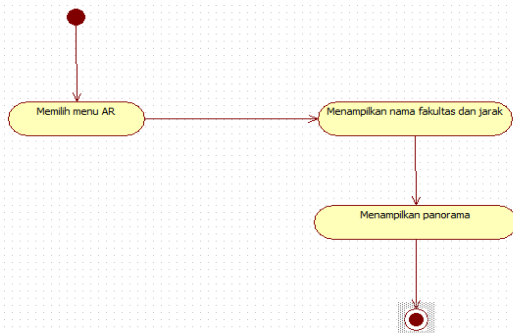 Memilih menu AR
Menampilkan nama fakultas dan jarak
Menampilkan panorama